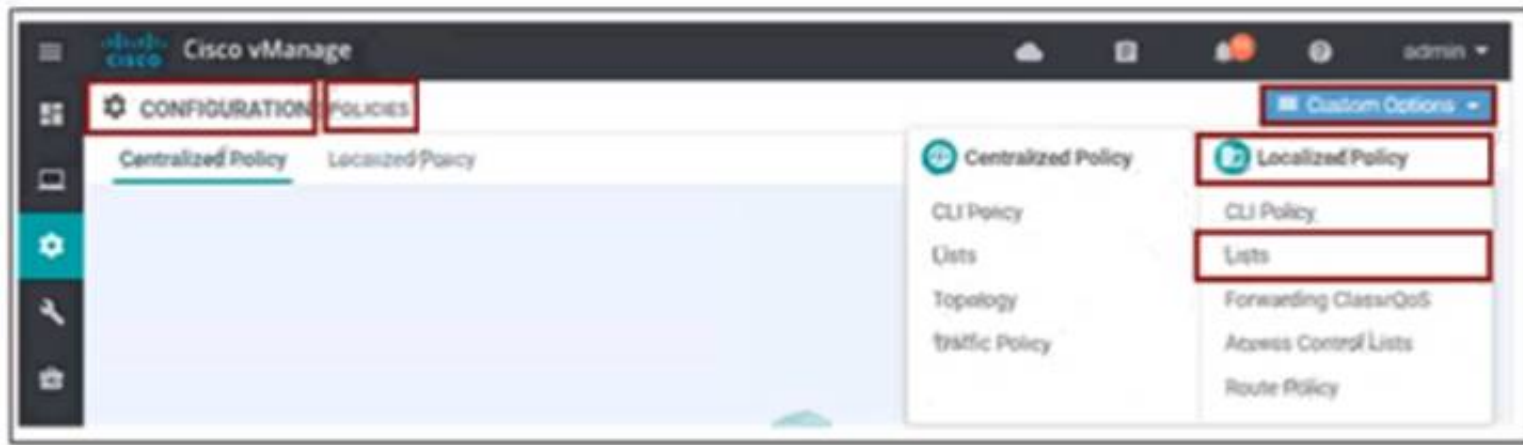 CISCO Cisco vManage admin
CONFIGURATION POLICIES Custom Options
Centralized Policy Localized Policy
Centralized Policy
CLI Policy
Lists
Topology
Traffic Policy
Localized Policy
CLI Policy
Lists
Forwarding Class/QoS
Access Control Lists
Route Policy